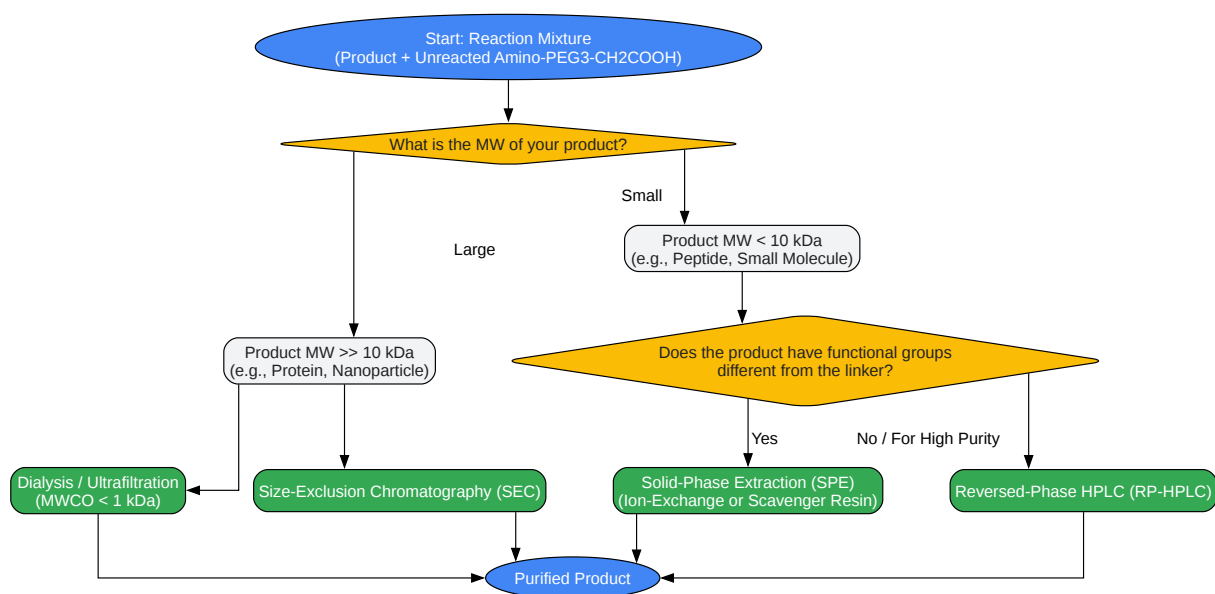 Start: Reaction Mixture
(Product + Unreacted Amino-PEG3-CH2COOH)
What is the MW of your product?
Small
Large
Product MW < 10 kDa
(e.g., Peptide, Small Molecule)
Product MW >> 10 kDa
(e.g., Protein, Nanoparticle)
Does the product have functional groups
different from the linker?
Yes
No / For High Purity
Dialysis / Ultrafiltration
(MWCO < 1 kDa)
Size-Exclusion Chromatography (SEC)
Solid-Phase Extraction (SPE)
(Ion-Exchange or Scavenger Resin)
Reversed-Phase HPLC (RP-HPLC)
Purified Product